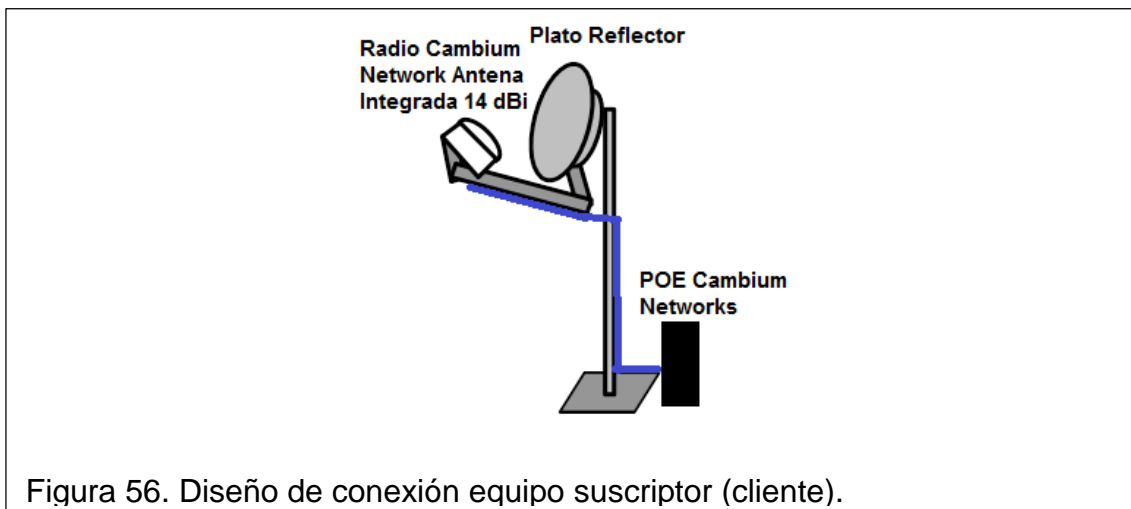 Radio Cambium
Network Antena
Integrada 14 dBi
Plato Reflector
POE Cambium
Networks
Figura 56. Diseño de conexión equipo suscriptor (cliente).